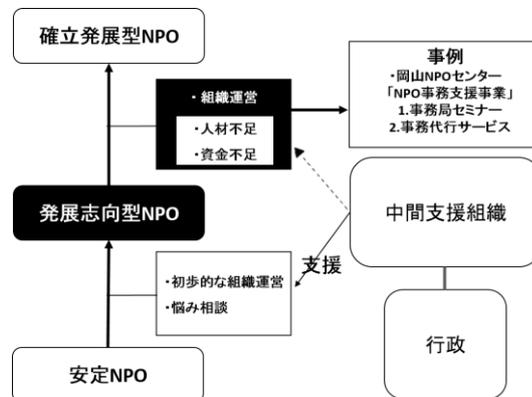 確立発展型NPO
・組織運営
・人材不足
・資金不足
事例
・岡山NPOセンター
「NPO事務支援事業」
1.事務局セミナー
2.事務代行サービス
発展志向型NPO
中間支援組織
支援
・初歩的な組織運営
・悩み相談
安定NPO
行政